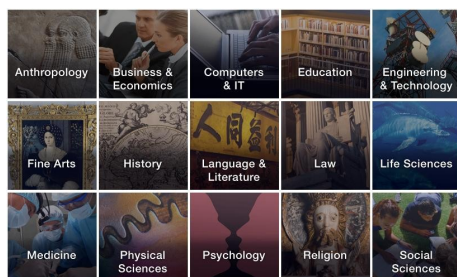 Anthropology
Business &
Economics
Computers
& IT
Education
Engineering
& Technology
Fine Arts
History
Language &
Literature
Law
Life Sciences
Medicine
Physical
Sciences
Psychology
Religion
Social
Sciences